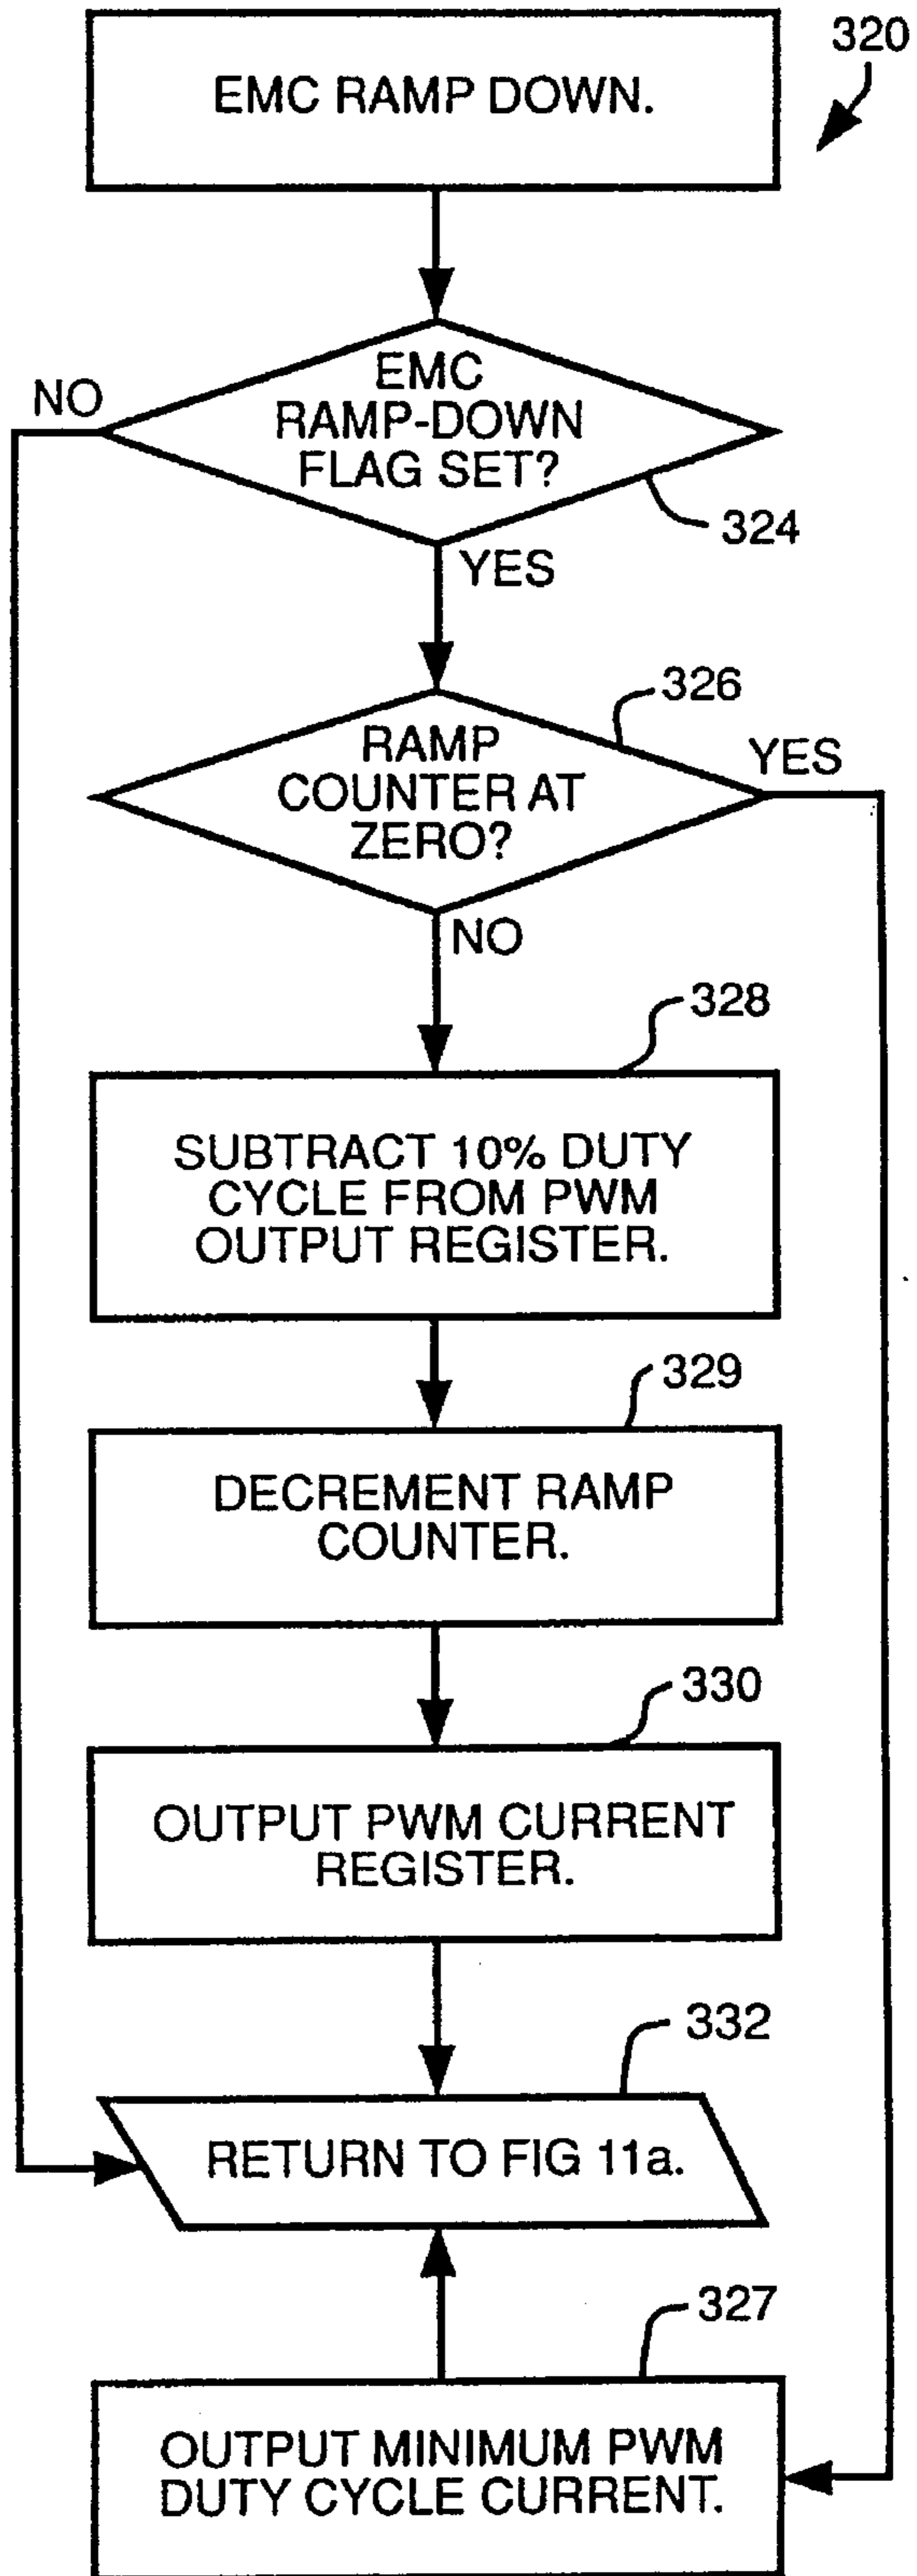 320
EMC RAMP DOWN.
NO
EMC
RAMP-DOWN
FLAG SET?
324
YES
326
RAMP
COUNTER AT
ZERO?
YES
NO
328
SUBTRACT 10% DUTY
CYCLE FROM PWM
OUTPUT REGISTER.
329
DECREMENT RAMP
COUNTER.
330
OUTPUT PWM CURRENT
REGISTER.
332
RETURN TO FIG 11a.
327
OUTPUT MINIMUM PWM
DUTY CYCLE CURRENT.